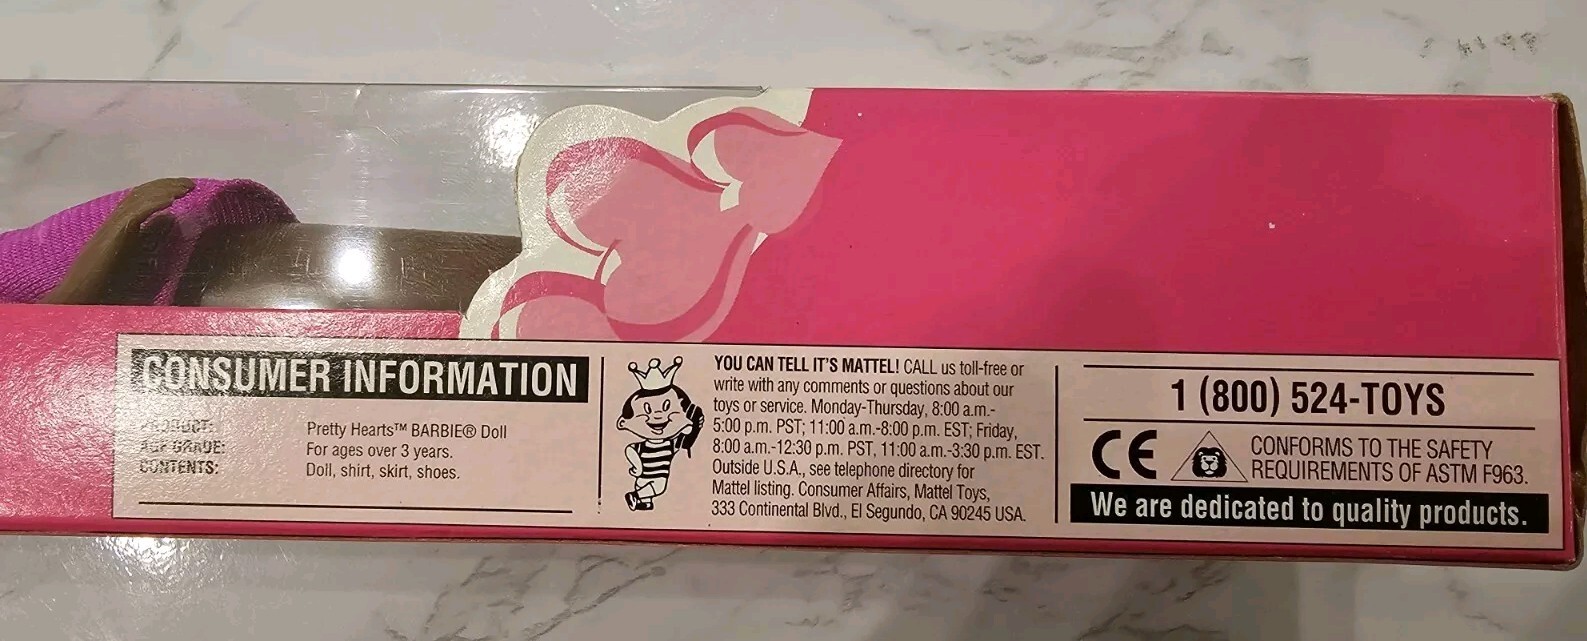 CONSUMER INFORMATION
PRODUCT: Pretty Hearts™ BARBIE® Doll
AGE GRADE: For ages over 3 years.
CONTENTS: Doll, shirt, skirt, shoes.
YOU CAN TELL IT'S MATTEL! CALL us toll-free or
write with any comments or questions about our
toys or service. Monday-Thursday, 8:00 a.m.-
5:00 p.m. PST; 11:00 a.m.-8:00 p.m. EST; Friday,
8:00 a.m.-12:30 p.m. PST, 11:00 a.m.-3:30 p.m. EST.
Outside U.S.A., see telephone directory for
Mattel listing. Consumer Affairs, Mattel Toys,
333 Continental Blvd., El Segundo, CA 90245 USA.
1 (800) 524-TOYS
CE
CONFORMS TO THE SAFETY
REQUIREMENTS OF ASTM F963.
We are dedicated to quality products.